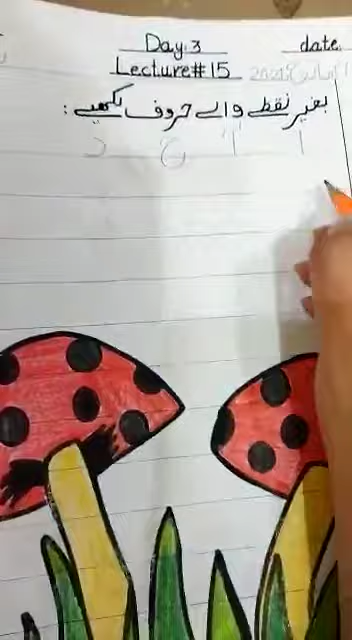 Day: 3 date
Lecture#15
بغیر نقطے والے حروف لکھیے :
ا آ ح د